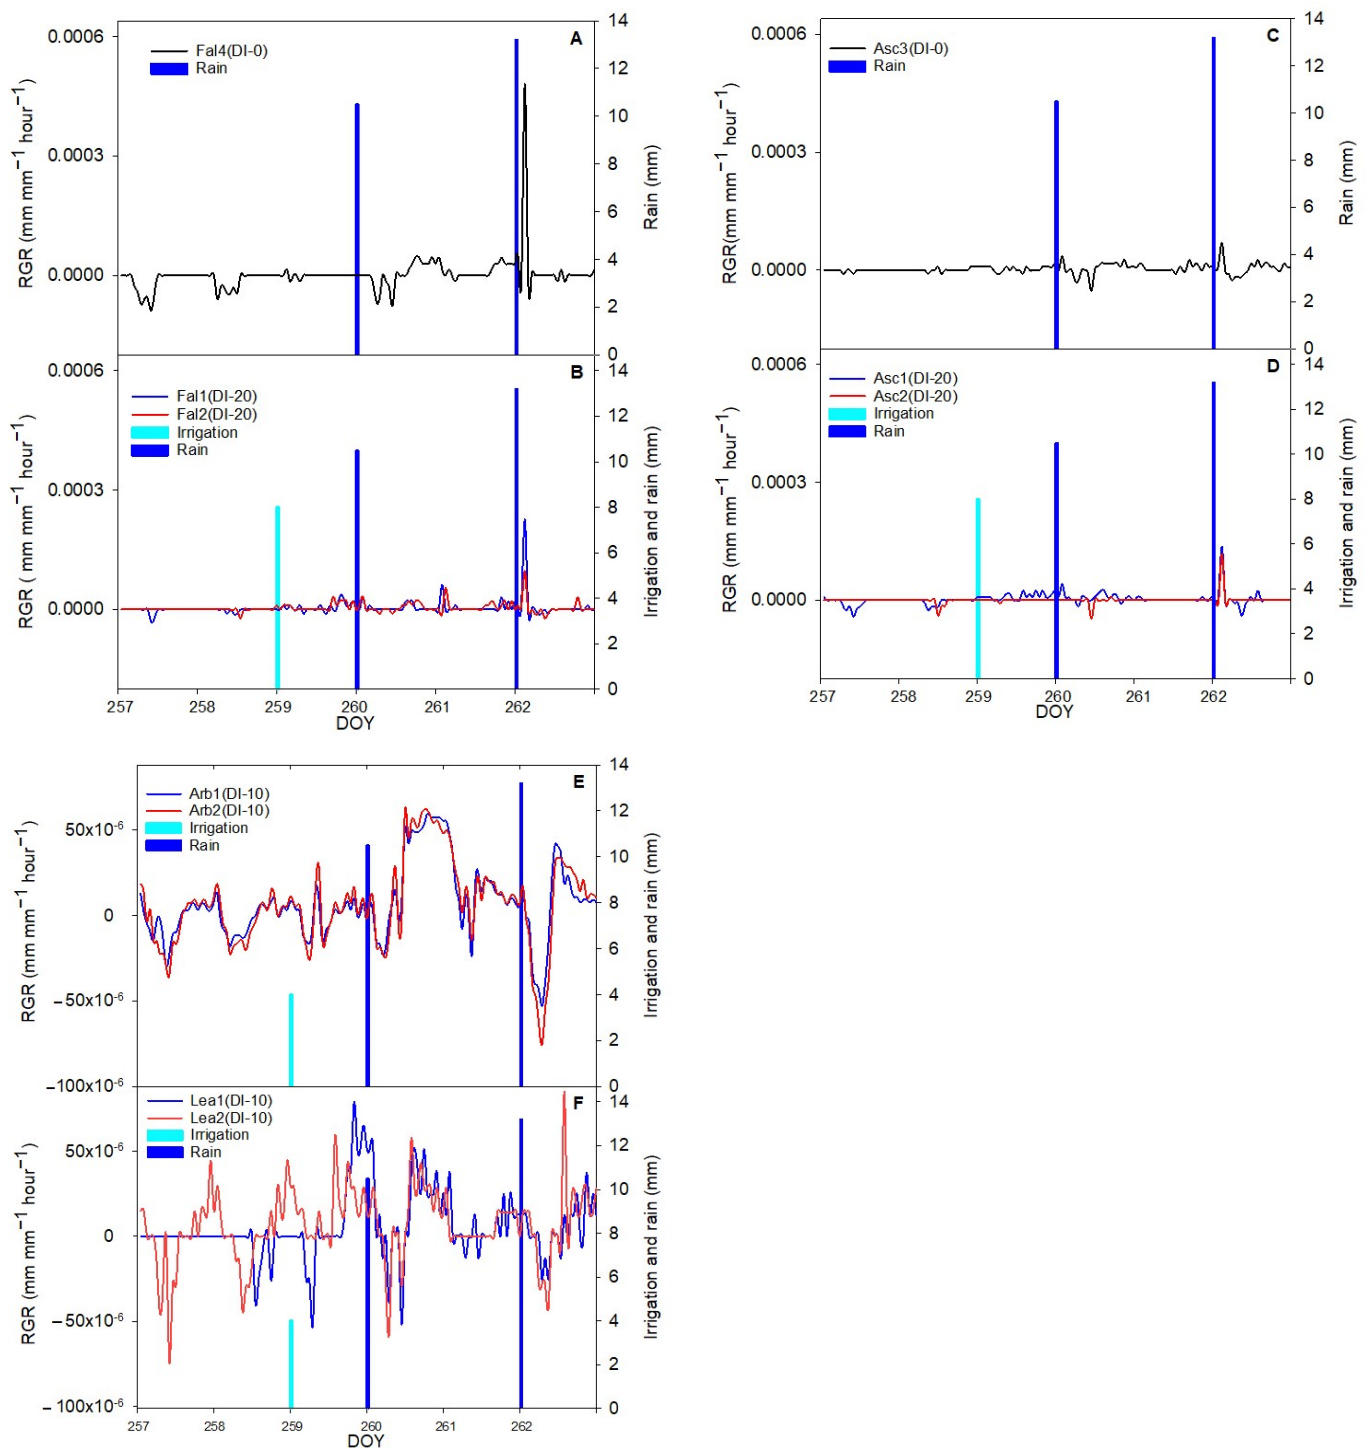 A
Fal4(DI-0)
Rain
RGR (mm mm⁻¹ hour⁻¹)
0.0006
0.0003
0.0000
14
12
10
8
6
4
2
0
Rain (mm)
B
Fal1(DI-20)
Fal2(DI-20)
Irrigation
Rain
RGR ( mm mm⁻¹ hour⁻¹)
0.0006
0.0003
0.0000
14
12
10
8
6
4
2
0
Irrigation and rain (mm)
257 258 259 260 261 262
DOY
C
Asc3(DI-0)
Rain
RGR(mm mm⁻¹ hour⁻¹)
0.0006
0.0003
0.0000
14
12
10
8
6
4
2
0
Rain (mm)
D
Asc1(DI-20)
Asc2(DI-20)
Irrigation
Rain
RGR (mm mm⁻¹ hour⁻¹)
0.0006
0.0003
0.0000
14
12
10
8
6
4
2
0
Irrigation and rain (mm)
257 258 259 260 261 262
DOY
E
Arb1(DI-10)
Arb2(DI-10)
Irrigation
Rain
RGR (mm mm⁻¹ hour⁻¹)
50x10⁻⁶
0
−50x10⁻⁶
−100x10⁻⁶
14
12
10
8
6
4
2
0
Irrigation and rain (mm)
F
Lea1(DI-10)
Lea2(DI-10)
Irrigation
Rain
RGR (mm mm⁻¹ hour⁻¹)
50x10⁻⁶
0
−50x10⁻⁶
−100x10⁻⁶
14
12
10
8
6
4
2
0
Irrigation and rain (mm)
257 258 259 260 261 262
DOY